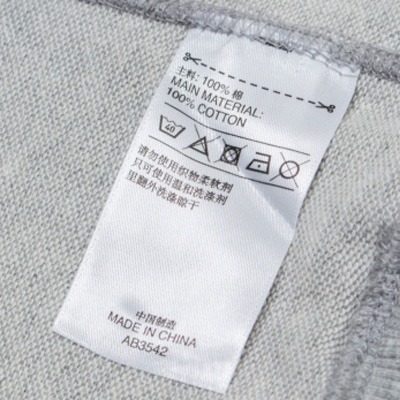 主料: 100% 棉
MAIN MATERIAL:
100% COTTON
40
请勿使用织物柔软剂
只可使用温和洗涤剂
里翻外洗涤晾干
中国制造
MADE IN CHINA
AB3542